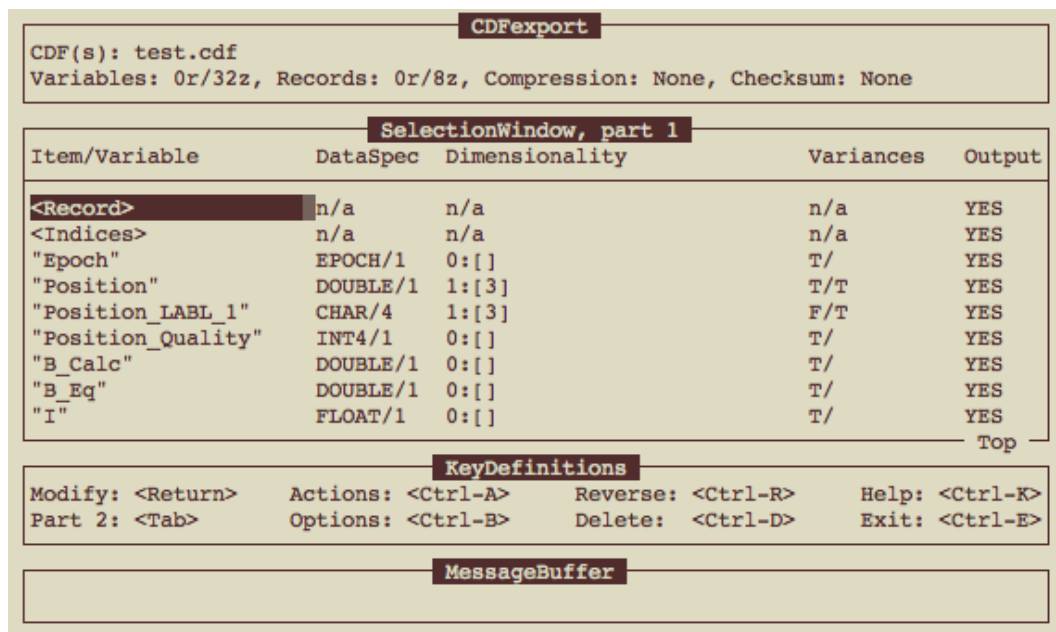 CDFexport
CDF(s): test.cdf
Variables: 0r/32z, Records: 0r/8z, Compression: None, Checksum: None
SelectionWindow, part 1
Item/Variable DataSpec Dimensionality Variances Output
<Record> n/a n/a n/a YES
<Indices> n/a n/a n/a YES
"Epoch" EPOCH/1 0:[] T/ YES
"Position" DOUBLE/1 1:[3] T/T YES
"Position_LABL_1" CHAR/4 1:[3] F/T YES
"Position_Quality" INT4/1 0:[] T/ YES
"B_Calc" DOUBLE/1 0:[] T/ YES
"B_Eq" DOUBLE/1 0:[] T/ YES
"I" FLOAT/1 0:[] T/ YES
Top
KeyDefinitions
Modify: <Return> Actions: <Ctrl-A> Reverse: <Ctrl-R> Help: <Ctrl-K>
Part 2: <Tab> Options: <Ctrl-B> Delete: <Ctrl-D> Exit: <Ctrl-E>
MessageBuffer